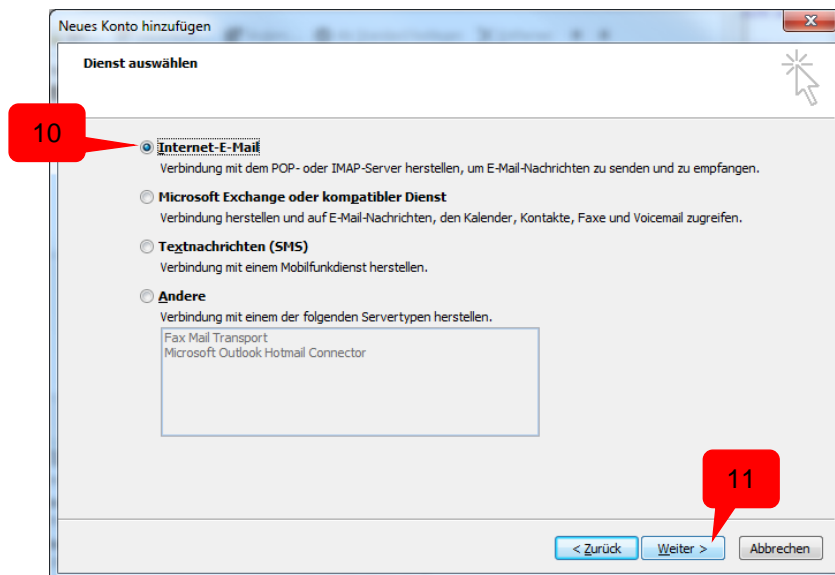 Neues Konto hinzufügen
Dienst auswählen
10
Internet-E-Mail
Verbindung mit dem POP- oder IMAP-Server herstellen, um E-Mail-Nachrichten zu senden und zu empfangen.
Microsoft Exchange oder kompatibler Dienst
Verbindung herstellen und auf E-Mail-Nachrichten, den Kalender, Kontakte, Faxe und Voicemail zugreifen.
Textnachrichten (SMS)
Verbindung mit einem Mobilfunkdienst herstellen.
Andere
Verbindung mit einem der folgenden Servertypen herstellen.
Fax Mail Transport
Microsoft Outlook Hotmail Connector
11
< Zurück Weiter > Abbrechen